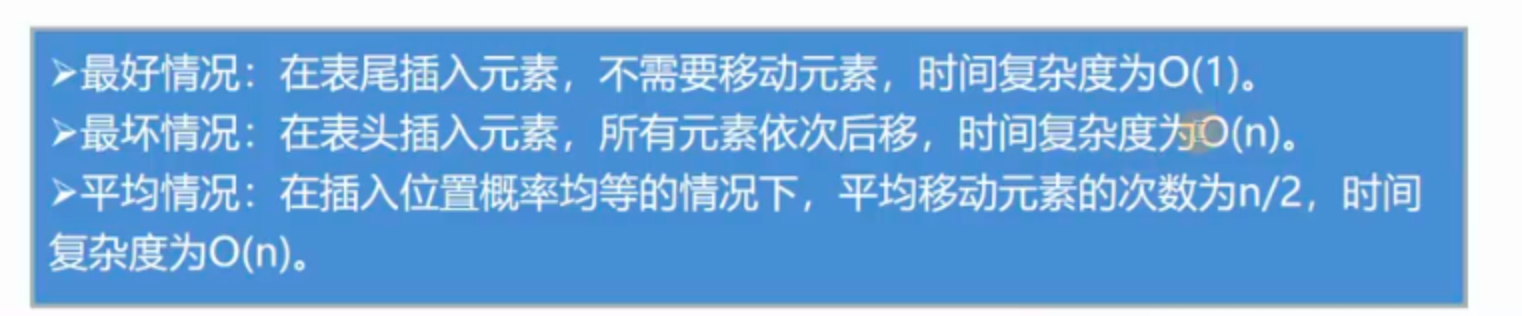 ➢最好情况：在表尾插入元素，不需要移动元素，时间复杂度为O(1)。
➢最坏情况：在表头插入元素，所有元素依次后移，时间复杂度为O(n)。
➢平均情况：在插入位置概率均等的情况下，平均移动元素的次数为n/2，时间
复杂度为O(n)。